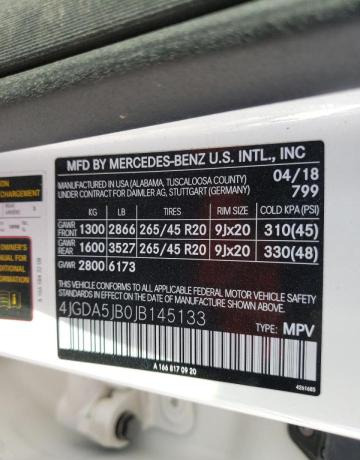 MFD BY MERCEDES-BENZ U.S. INTL., INC
MANUFACTURED IN USA (ALABAMA, TUSCALOOSA COUNTY) 04/18
UNDER CONTRACT FOR DAIMLER AG, STUTTGART (GERMANY) 799
KG LB TIRES RIM SIZE COLD KPA (PSI)
GAWR FRONT 1300 2866 265/45 R20 9Jx20 310(45)
GAWR REAR 1600 3527 265/45 R20 9Jx20 330(48)
GVWR 2800 6173
THIS VEHICLE CONFORMS TO ALL APPLICABLE FEDERAL MOTOR VEHICLE SAFETY
STANDARDS IN EFFECT ON THE DATE OF MANUFACTURE SHOWN ABOVE.
4JGDA5JB0JB145133 TYPE: MPV
A 166 817 09 20
4261685
OWNER'S
MANUAL FOR